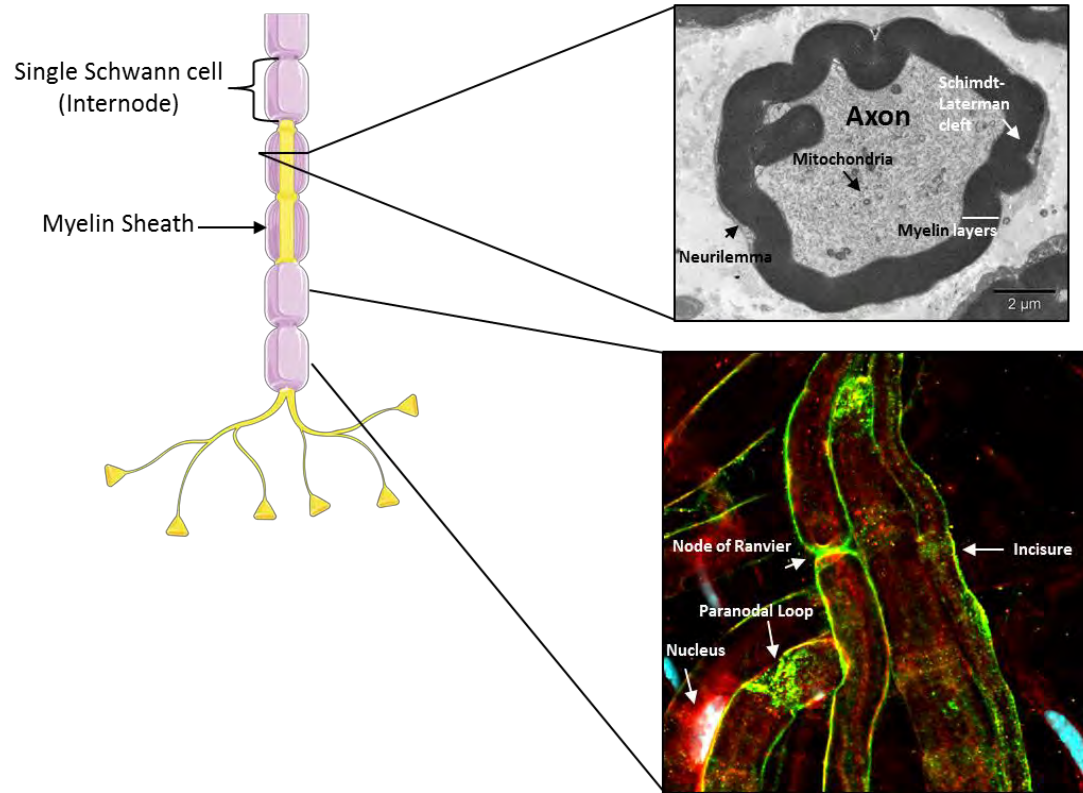 Single Schwann cell
(Internode)
Myelin Sheath
Axon
Schimdt-
Laterman
cleft
Mitochondria
Myelin layers
Neurilemma
2 µm
Node of Ranvier
Incisure
Paranodal Loop
Nucleus